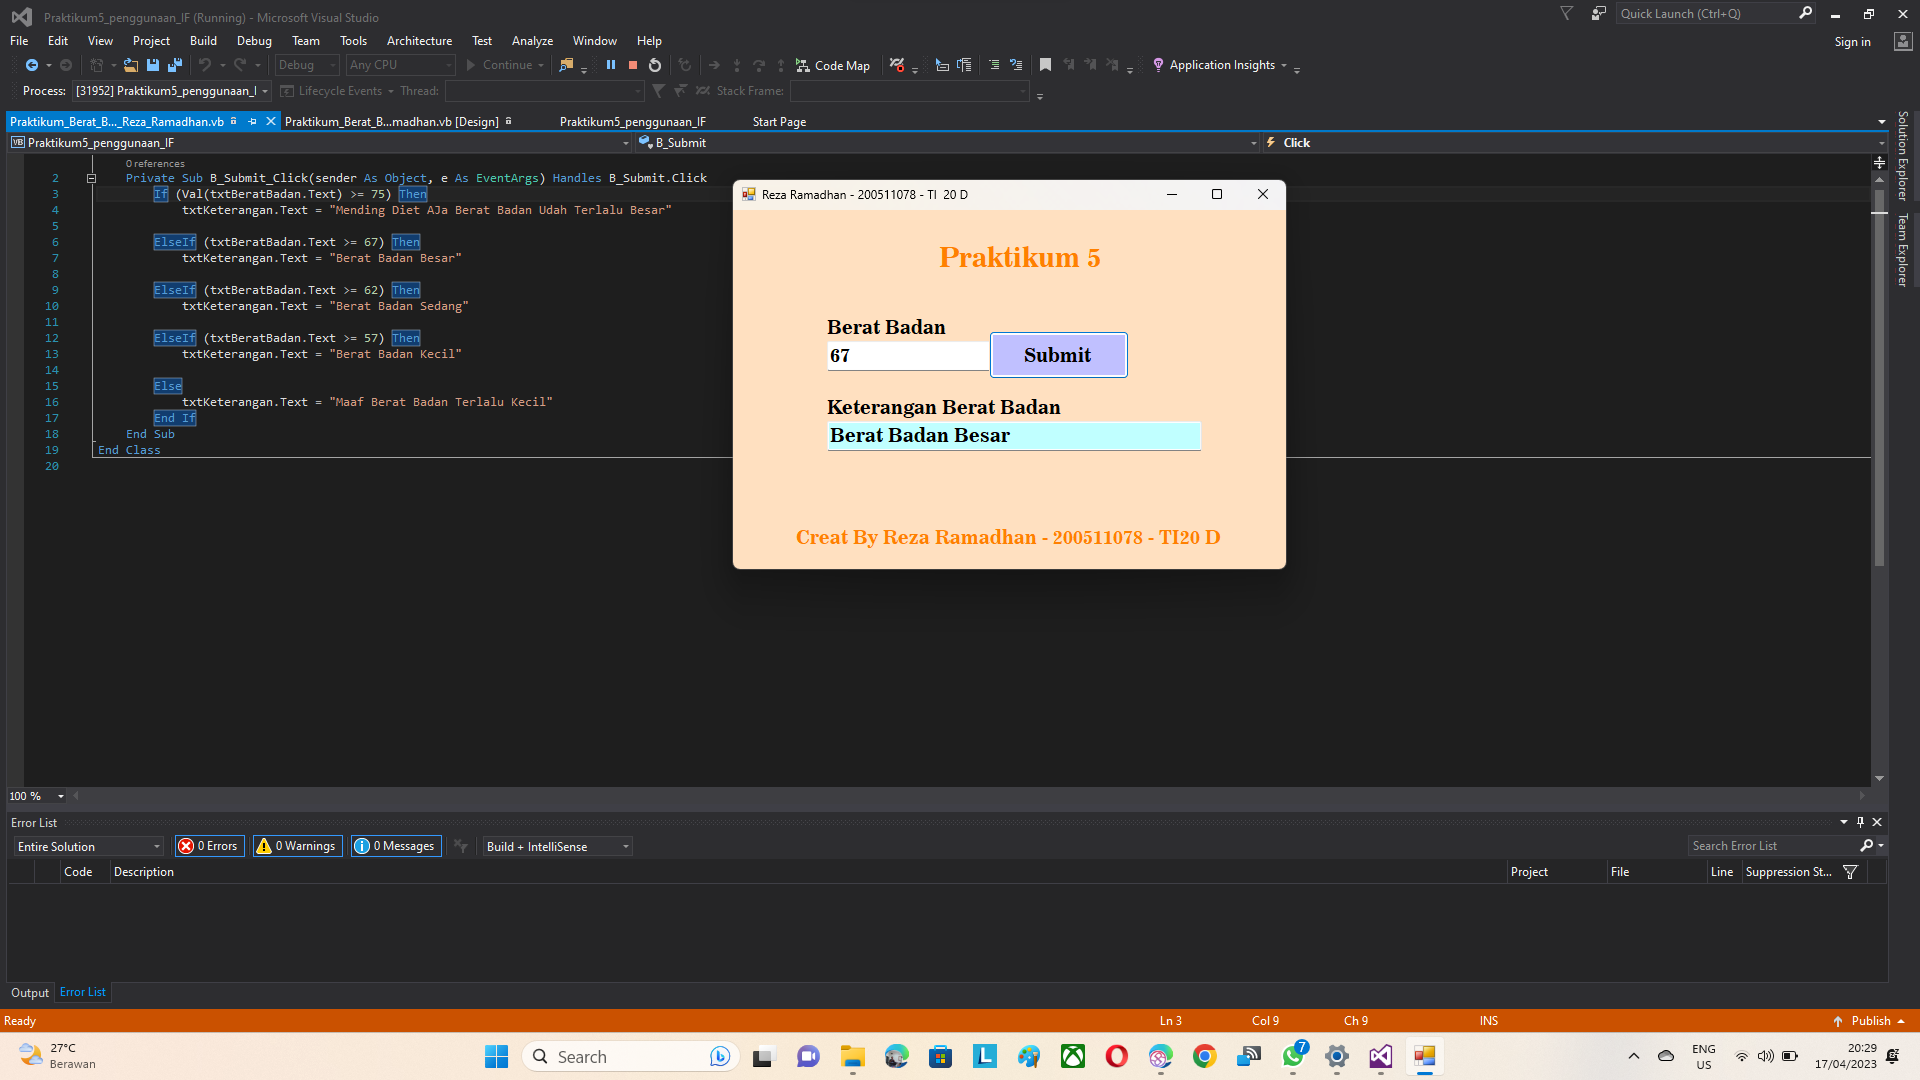 Praktikum5_penggunaan_IF (Running) - Microsoft Visual Studio
Quick Launch (Ctrl+Q)
File Edit View Project Build Debug Team Tools Architecture Test Analyze Window Help
Sign in
Debug Any CPU Continue Code Map Application Insights
Process: [31952] Praktikum5_penggunaan_I Lifecycle Events Thread: Stack Frame:
Praktikum_Berat_B..._Reza_Ramadhan.vb Praktikum_Berat_B...madhan.vb [Design] Praktikum5_penggunaan_IF Start Page
VB Praktikum5_penggunaan_IF B_Submit Click
Solution Explorer
Team Explorer
0 references
2 Private Sub B_Submit_Click(sender As Object, e As EventArgs) Handles B_Submit.Click
3 If (Val(txtBeratBadan.Text) >= 75) Then
4 txtKeterangan.Text = "Mending Diet AJa Berat Badan Udah Terlalu Besar"
5
6 ElseIf (txtBeratBadan.Text >= 67) Then
7 txtKeterangan.Text = "Berat Badan Besar"
8
9 ElseIf (txtBeratBadan.Text >= 62) Then
10 txtKeterangan.Text = "Berat Badan Sedang"
11
12 ElseIf (txtBeratBadan.Text >= 57) Then
13 txtKeterangan.Text = "Berat Badan Kecil"
14
15 Else
16 txtKeterangan.Text = "Maaf Berat Badan Terlalu Kecil"
17 End If
18 End Sub
19 End Class
20
Reza Ramadhan - 200511078 - TI 20 D
Praktikum 5
Berat Badan
67 Submit
Keterangan Berat Badan
Berat Badan Besar
Creat By Reza Ramadhan - 200511078 - TI20 D
100 %
Error List
Entire Solution 0 Errors 0 Warnings 0 Messages Build + IntelliSense Search Error List
Code Description Project File Line Suppression St...
Output Error List
Ready Ln 3 Col 9 Ch 9 INS Publish
27°C
Berawan
Search
L
7
ENG
US
20:29
17/04/2023